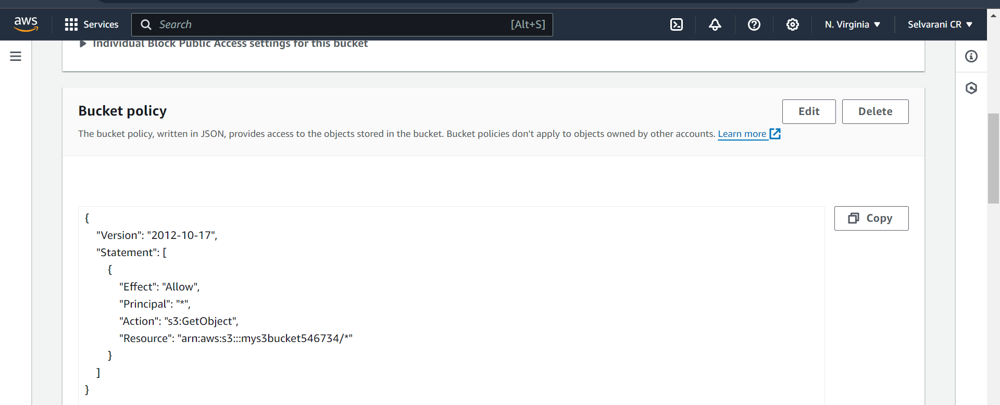 aws Services Search [Alt+S] N. Virginia Selvarani CR
Individual Block Public Access settings for this bucket
Bucket policy Edit Delete
The bucket policy, written in JSON, provides access to the objects stored in the bucket. Bucket policies don't apply to objects owned by other accounts. Learn more
Copy
{
"Version": "2012-10-17",
"Statement": [
{
"Effect": "Allow",
"Principal": "*",
"Action": "s3:GetObject",
"Resource": "arn:aws:s3:::mys3bucket546734/*"
}
]
}